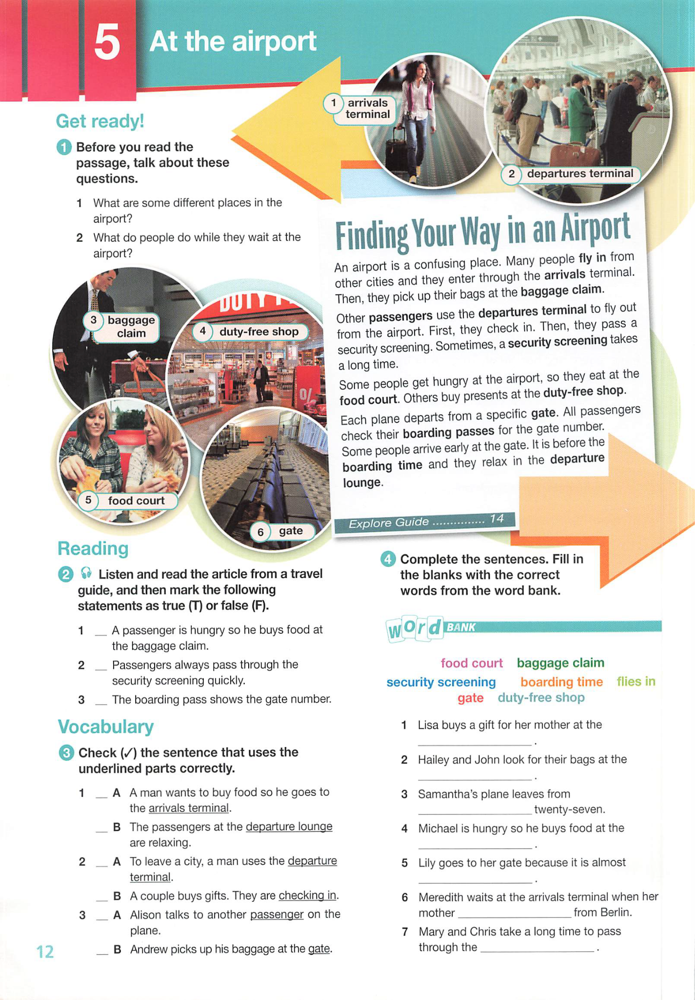 5 At the airport
1 arrivals
terminal
2 departures terminal
Get ready!
1 Before you read the
passage, talk about these
questions.
1 What are some different places in the
airport?
2 What do people do while they wait at the
airport?
DUTY F
3 baggage
claim
4 duty-free shop
%
5 food court
6 gate
Finding Your Way in an Airport
An airport is a confusing place. Many people fly in from
other cities and they enter through the arrivals terminal.
Then, they pick up their bags at the baggage claim.
Other passengers use the departures terminal to fly out
from the airport. First, they check in. Then, they pass a
security screening. Sometimes, a security screening takes
a long time.
Some people get hungry at the airport, so they eat at the
food court. Others buy presents at the duty-free shop.
Each plane departs from a specific gate. All passengers
check their boarding passes for the gate number.
Some people arrive early at the gate. It is before the
boarding time and they relax in the departure
lounge.
Explore Guide ............... 14
Reading
2 Listen and read the article from a travel
guide, and then mark the following
statements as true (T) or false (F).
1 __ A passenger is hungry so he buys food at
the baggage claim.
2 __ Passengers always pass through the
security screening quickly.
3 __ The boarding pass shows the gate number.
Vocabulary
3 Check (✓) the sentence that uses the
underlined parts correctly.
1 __ A A man wants to buy food so he goes to
the arrivals terminal.
__ B The passengers at the departure lounge
are relaxing.
2 __ A To leave a city, a man uses the departure
terminal.
__ B A couple buys gifts. They are checking in.
3 __ A Alison talks to another passenger on the
plane.
__ B Andrew picks up his baggage at the gate.
4 Complete the sentences. Fill in
the blanks with the correct
words from the word bank.
word BANK
food court baggage claim
security screening boarding time flies in
gate duty-free shop
1 Lisa buys a gift for her mother at the
__________________ .
2 Hailey and John look for their bags at the
__________________ .
3 Samantha's plane leaves from
__________________ twenty-seven.
4 Michael is hungry so he buys food at the
__________________ .
5 Lily goes to her gate because it is almost
__________________ .
6 Meredith waits at the arrivals terminal when her
mother __________________ from Berlin.
7 Mary and Chris take a long time to pass
through the __________________ .
12